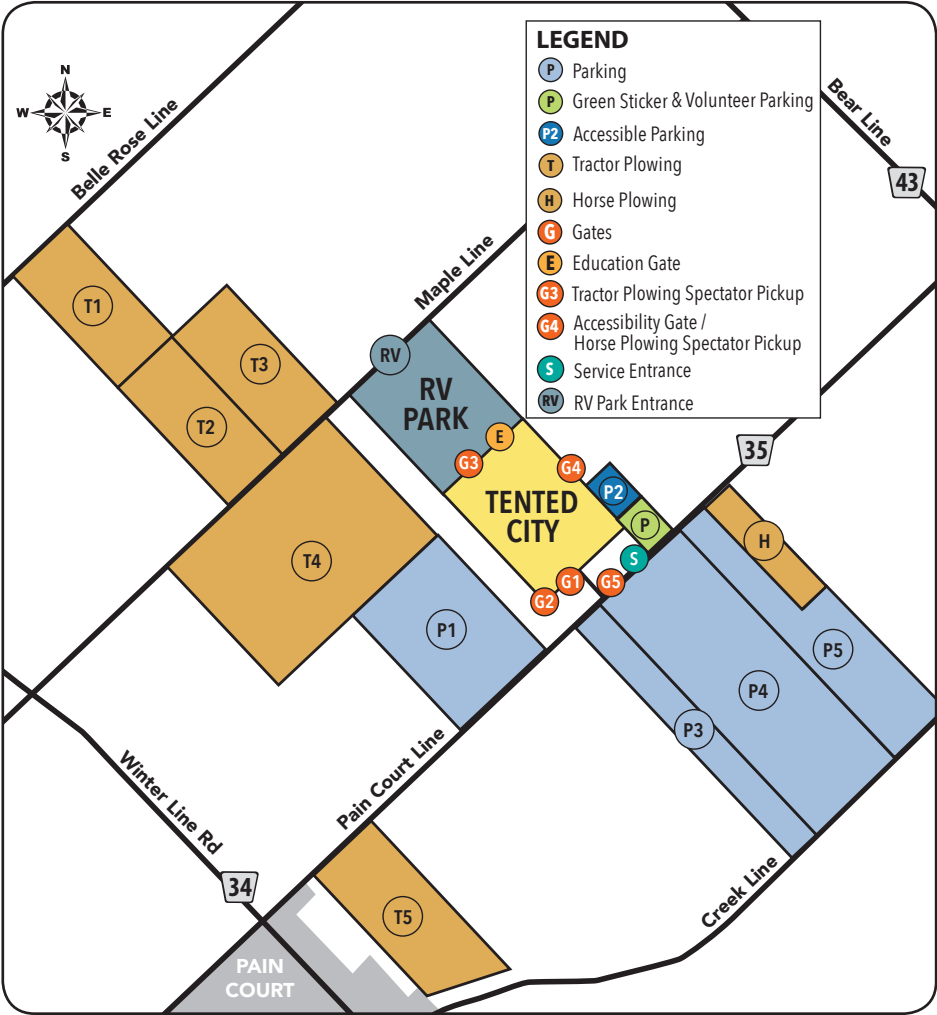 LEGEND
P Parking
P Green Sticker & Volunteer Parking
P2 Accessible Parking
T Tractor Plowing
H Horse Plowing
G Gates
E Education Gate
G3 Tractor Plowing Spectator Pickup
G4 Accessibility Gate /
Horse Plowing Spectator Pickup
S Service Entrance
RV RV Park Entrance
N
W E
S
Belle Rose Line
Bear Line
43
Maple Line
T1
T3
T2
RV
RV
PARK
E
G3
G4
35
TENTED
CITY
P2
P
H
S
T4
G1
G5
G2
P1
P5
P4
P3
Winter Line Rd
Pain Court Line
34
Creek Line
T5
PAIN
COURT